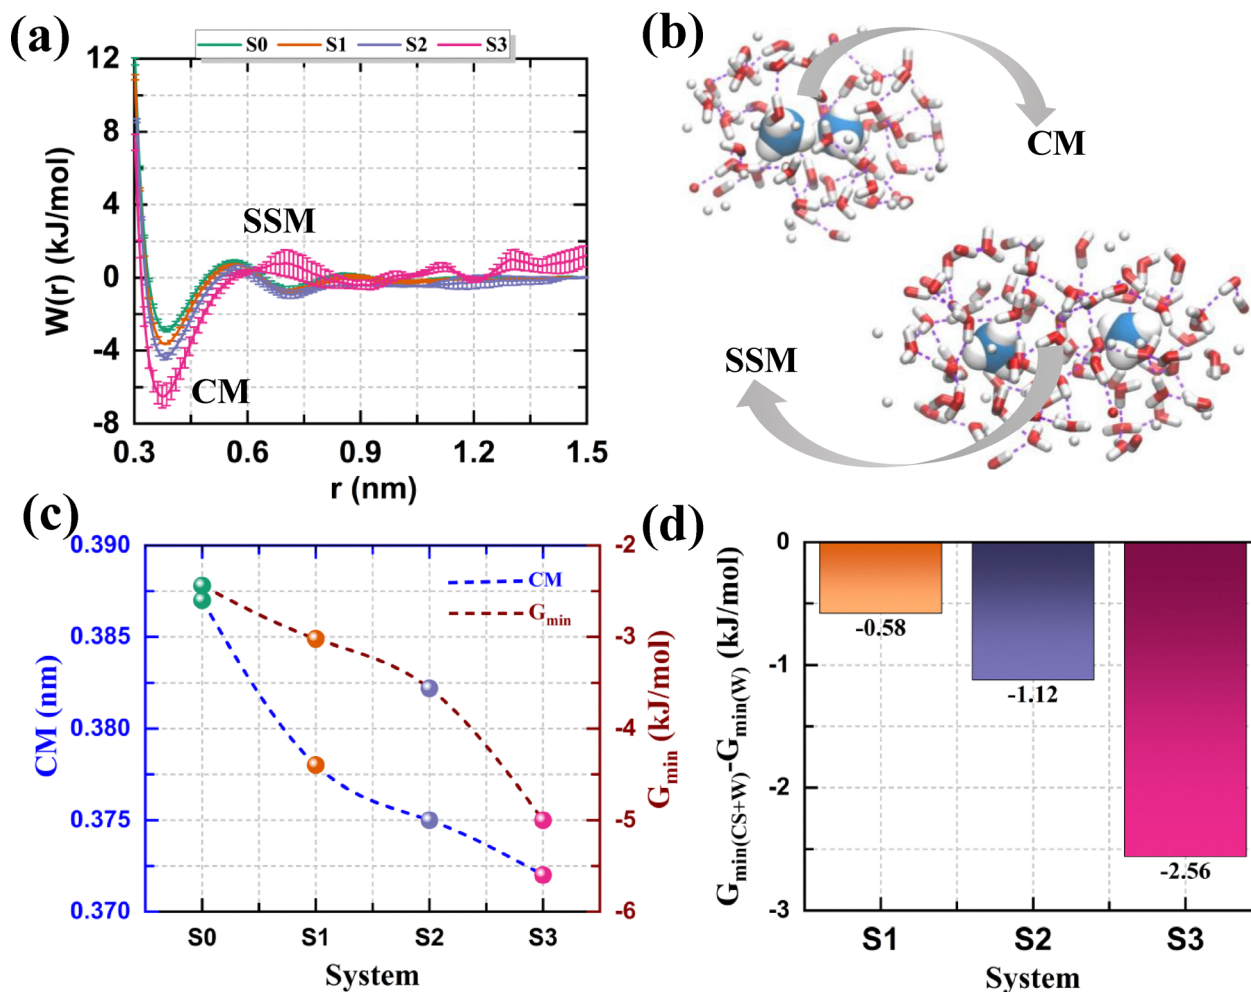 (a)
S0 S1 S2 S3
12
8
4
0
-4
-8
W(r) (kJ/mol)
SSM
CM
0.3 0.6 0.9 1.2 1.5
r (nm)
(b)
CM
SSM
(c)
0.390
0.385
0.380
0.375
0.370
CM (nm)
CM
Gmin
-2
-3
-4
-5
-6
Gmin (kJ/mol)
S0 S1 S2 S3
System
(d)
0
-1
-2
-3
Gmin(CS+W)-Gmin(W) (kJ/mol)
-0.58
-1.12
-2.56
S1 S2 S3
System